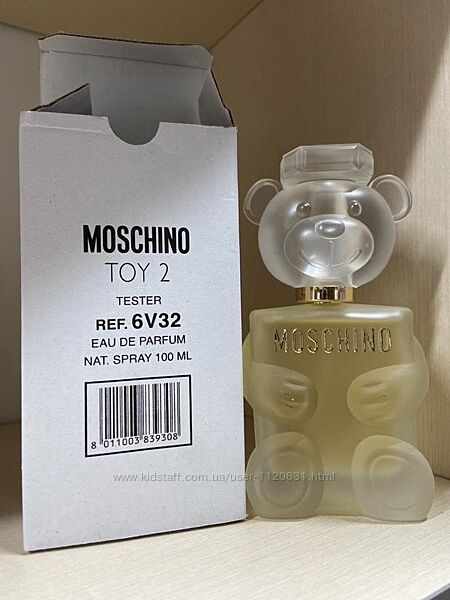 MOSCHINO
TOY 2
TESTER
REF. 6V32
EAU DE PARFUM
NAT. SPRAY 100 ML
8 011003 839308
MOSCHINO
www.kidstaff.com.ua/user-1120631.html